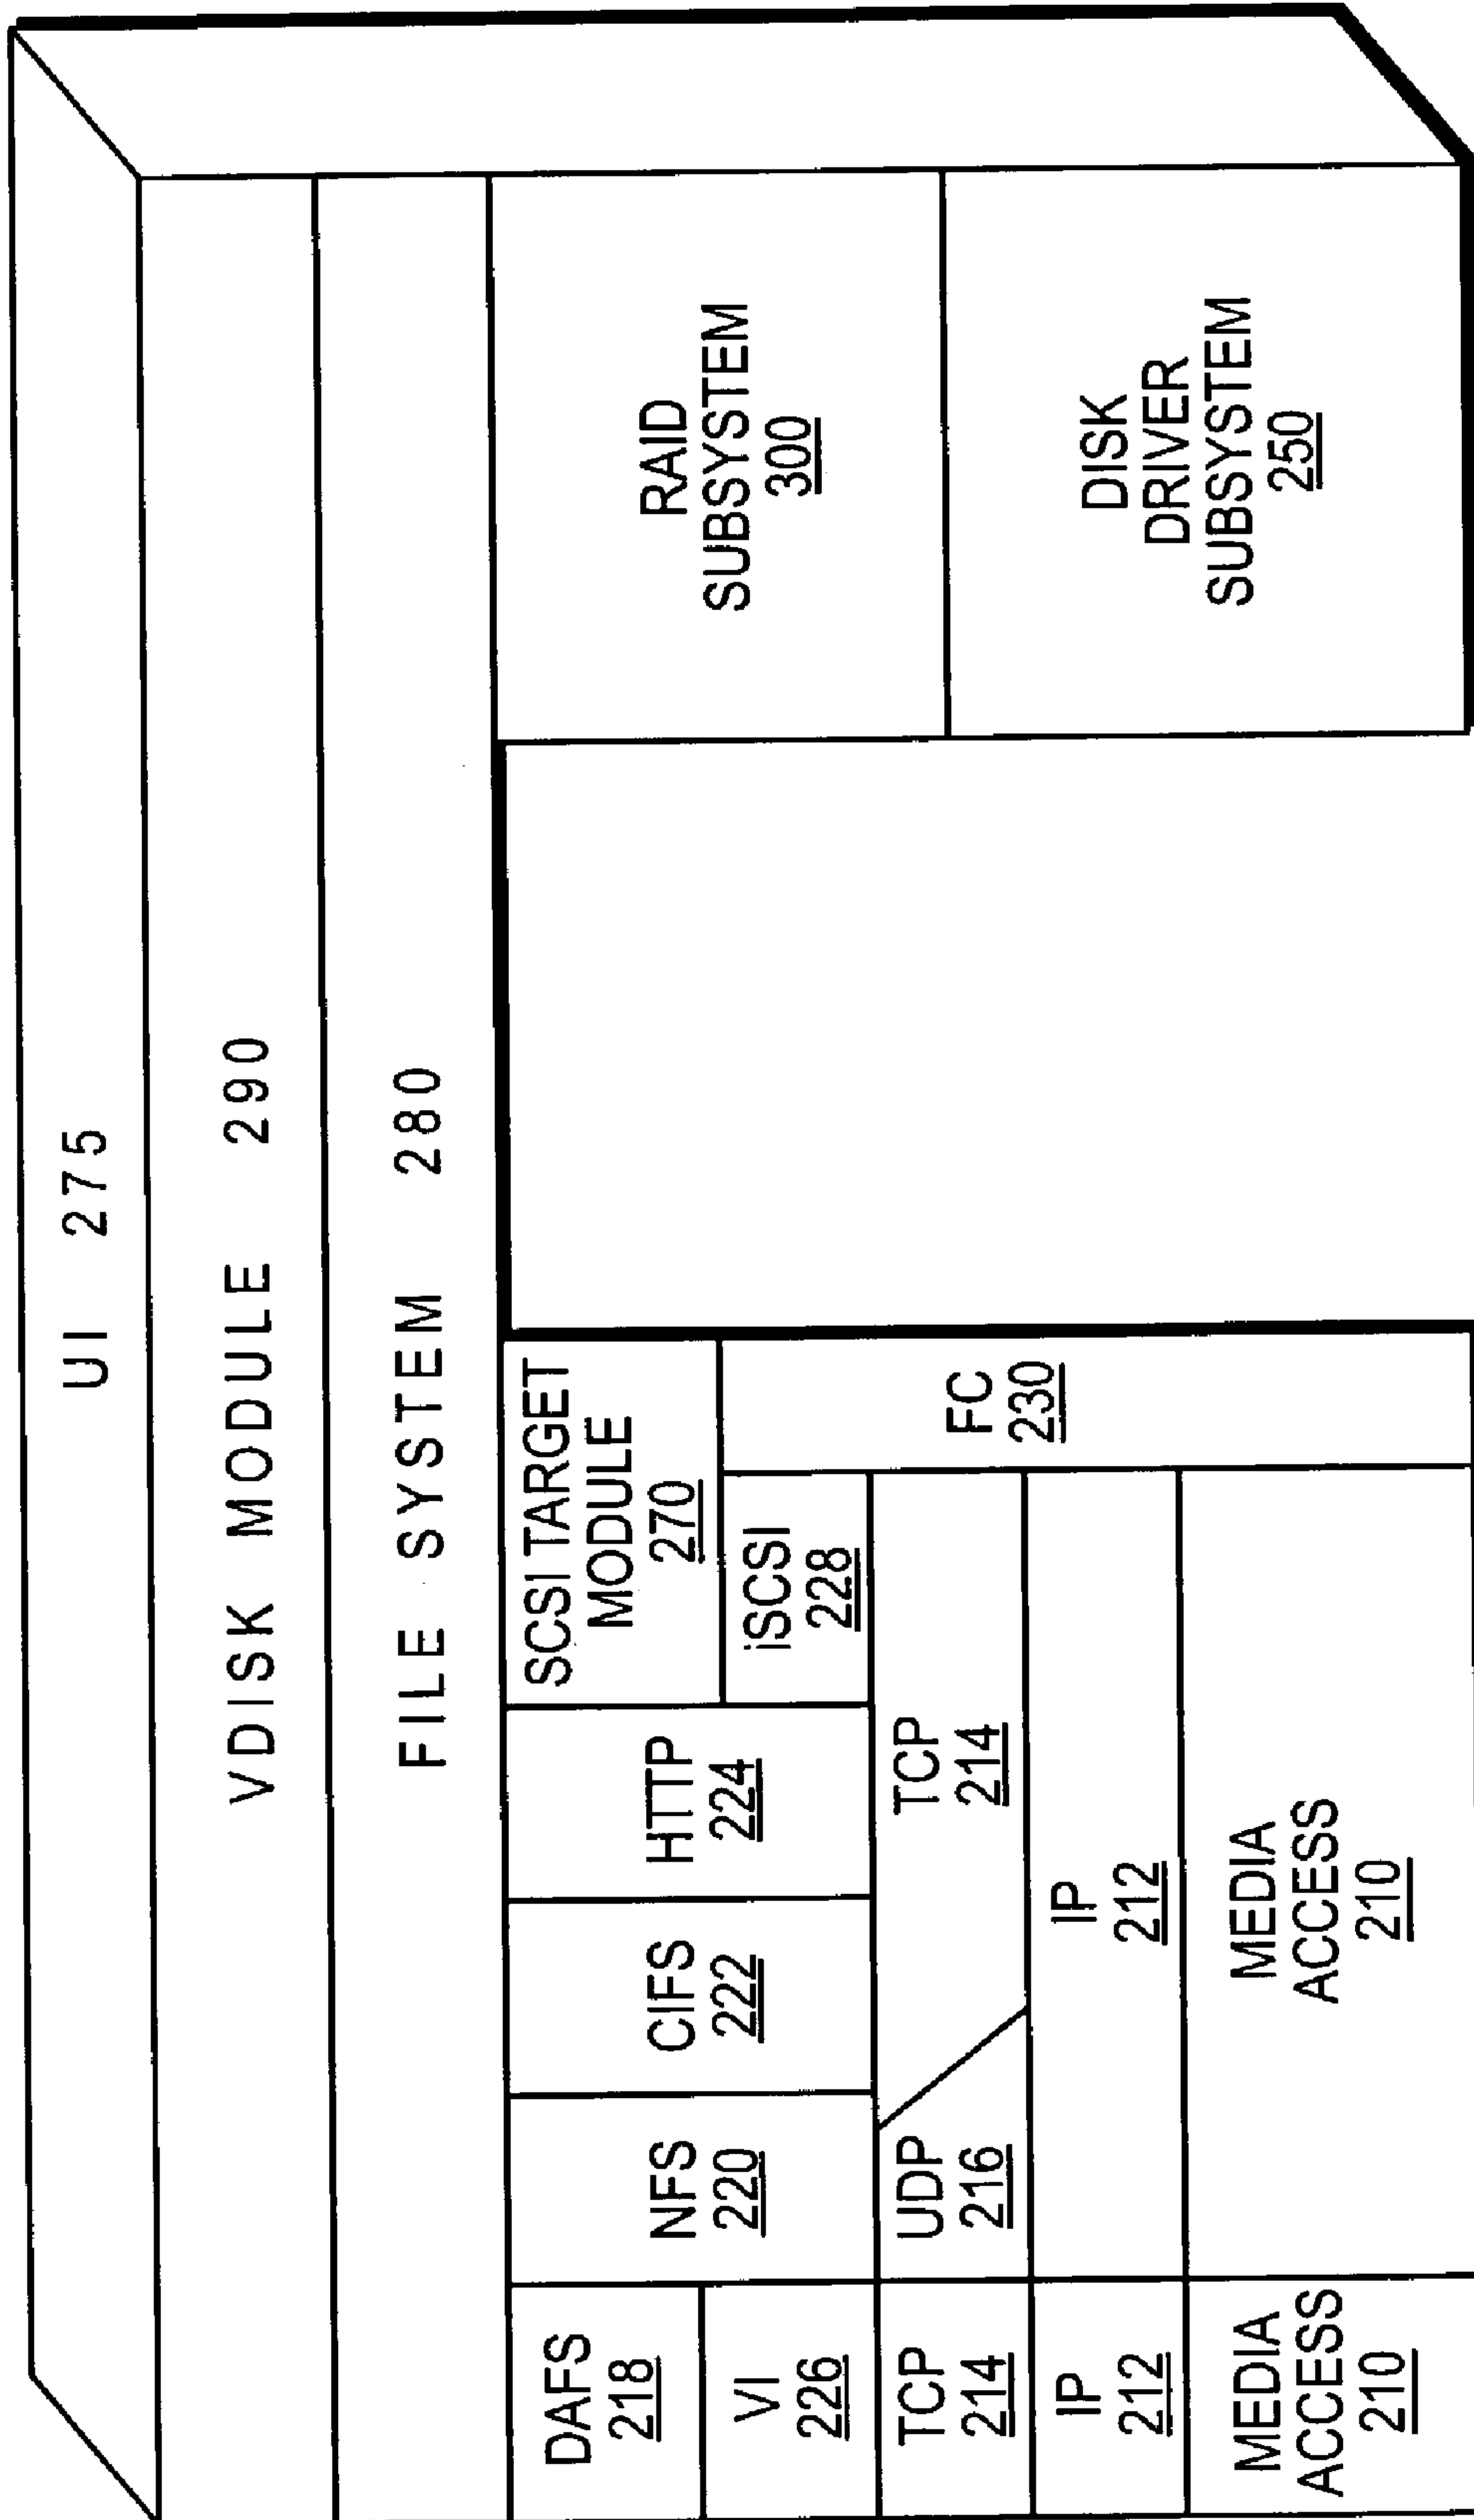 UI 275
VDISK MODULE 290
FILE SYSTEM 280
DAFS
218
VI
226
TCP
214
IP
212
MEDIA
ACCESS
210
NFS
220
CIFS
222
HTTP
224
SCSI TARGET
MODULE
270
iSCSI
228
FC
230
UDP
216
TCP
214
IP
212
MEDIA
ACCESS
210
RAID
SUBSYSTEM
300
DISK
DRIVER
SUBSYSTEM
250